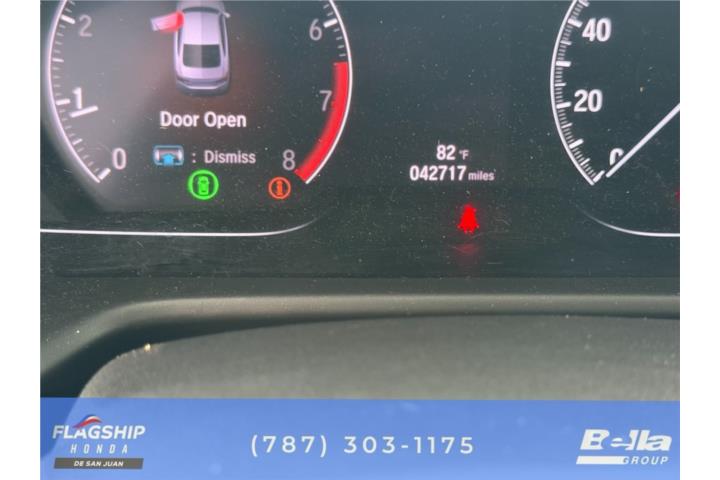 2 6 40
1 7 20
0 8 0
Door Open
: Dismiss
82 °F
042717 miles
FLAGSHIP
HONDA
DE SAN JUAN
(787) 303-1175
Bella
GROUP